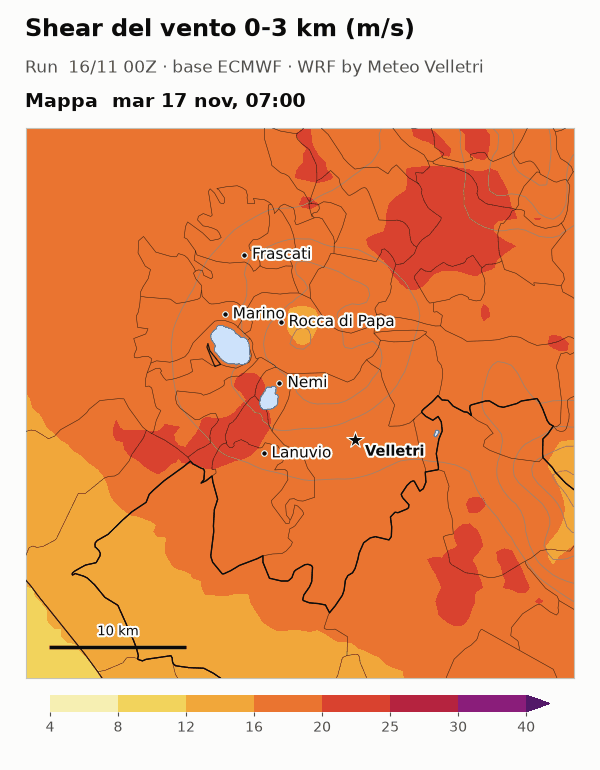 Shear del vento 0-3 km (m/s)
Run  16/11 00Z · base ECMWF · WRF by Meteo Velletri
Mappa  mar 17 nov, 07:00
Frascati
Marino
Rocca di Papa
Nemi
Velletri
Lanuvio
10 km
4 8 12 16 20 25 30 40